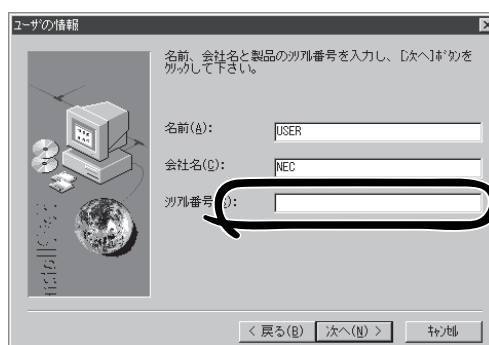 ユーザの情報
名前、会社名と製品のｼﾘｱﾙ番号を入力し、[次へ]ﾎﾞﾀﾝを
ｸﾘｯｸして下さい。
名前(A):
USER
会社名(C):
NEC
ｼﾘｱﾙ番号(S):
InstallShield
< 戻る(B)
次へ(N) >
ｷｬﾝｾﾙ